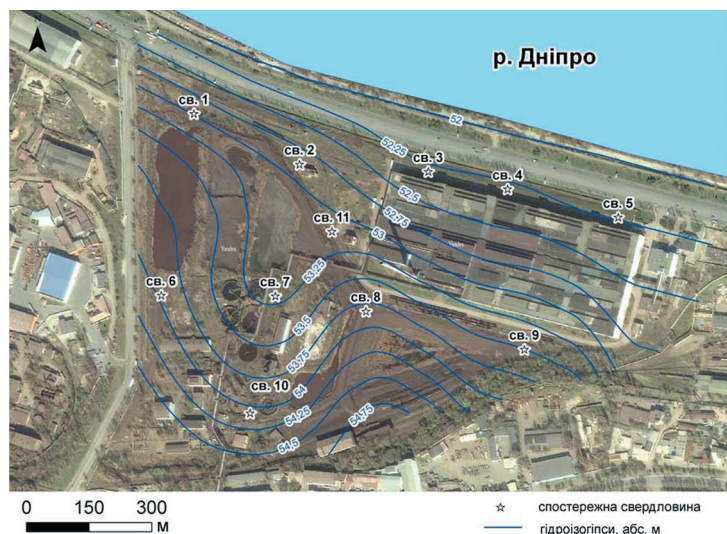 р. Дніпро
52
св. 1
52,25
св. 2
св. 3
св. 4
52,5
св. 5
52,75
св. 11
53
Yandex
Yandex
53,25
св. 6
св. 7
св. 8
53,5
53,75
св. 9
св. 10
54
54,25
54,75
54,5
0 150 300
М
спостережна свердловина
гідроізогіпси, абс. м